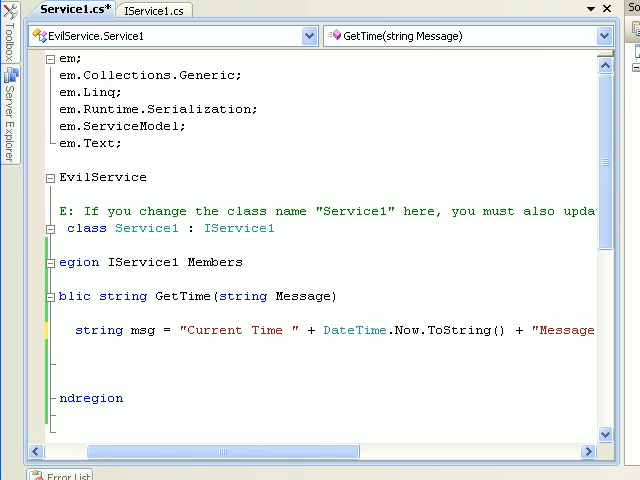 Service1.cs*
IService1.cs
So
EvilService.Service1
GetTime(string Message)
Toolbox
Server Explorer
em;
em.Collections.Generic;
em.Linq;
em.Runtime.Serialization;
em.ServiceModel;
em.Text;
EvilService
E: If you change the class name "Service1" here, you must also upda
class Service1 : IService1
egion IService1 Members
blic string GetTime(string Message)
string msg = "Current Time " + DateTime.Now.ToString() + "Message
ndregion
Error List